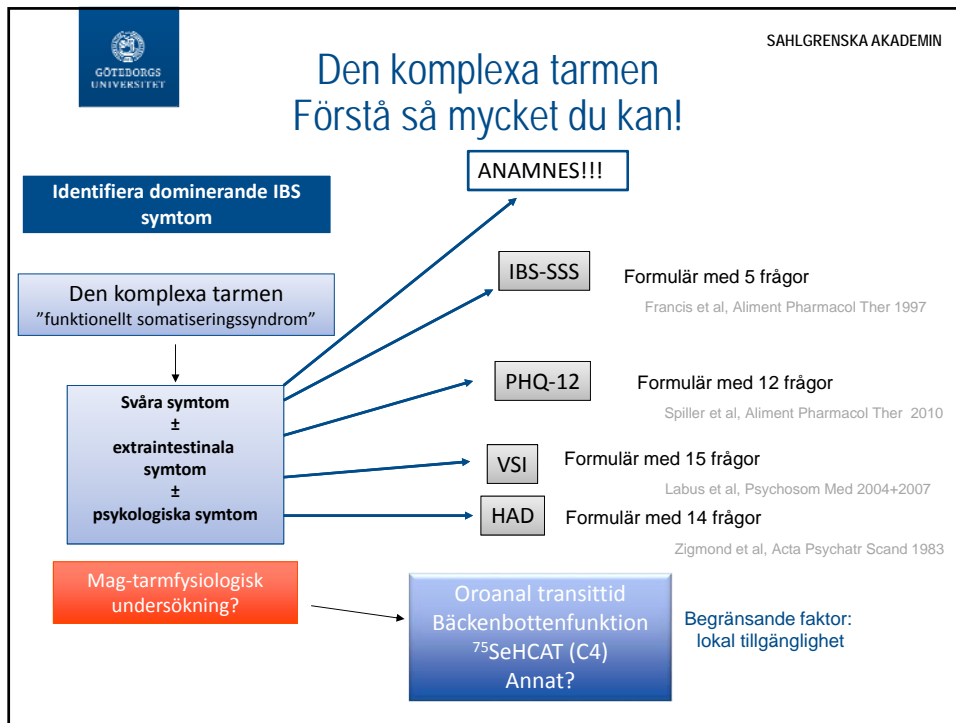 GÖTEBORGS
UNIVERSITET
SAHLGRENSKA AKADEMIN
Den komplexa tarmen
Förstå så mycket du kan!
ANAMNES!!!
Identifiera dominerande IBS
symtom
IBS-SSS
Formulär med 5 frågor
Francis et al, Aliment Pharmacol Ther 1997
Den komplexa tarmen
”funktionellt somatiseringssyndrom”
PHQ-12
Formulär med 12 frågor
Spiller et al, Aliment Pharmacol Ther 2010
Svåra symtom
±
extraintestinala
symtom
±
psykologiska symtom
VSI
Formulär med 15 frågor
Labus et al, Psychosom Med 2004+2007
HAD
Formulär med 14 frågor
Zigmond et al, Acta Psychatr Scand 1983
Mag-tarmfysiologisk
undersökning?
Oroanal transittid
Bäckenbottenfunktion
⁷⁵SeHCAT (C4)
Annat?
Begränsande faktor:
lokal tillgänglighet